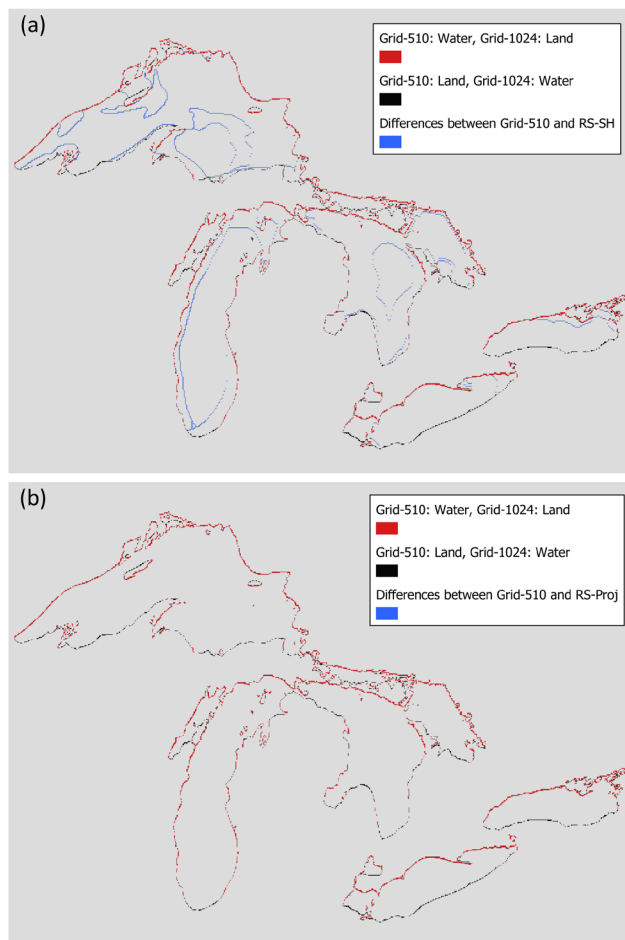 (a)
Grid-510: Water, Grid-1024: Land
Grid-510: Land, Grid-1024: Water
Differences between Grid-510 and RS-SH
(b)
Grid-510: Water, Grid-1024: Land
Grid-510: Land, Grid-1024: Water
Differences between Grid-510 and RS-Proj